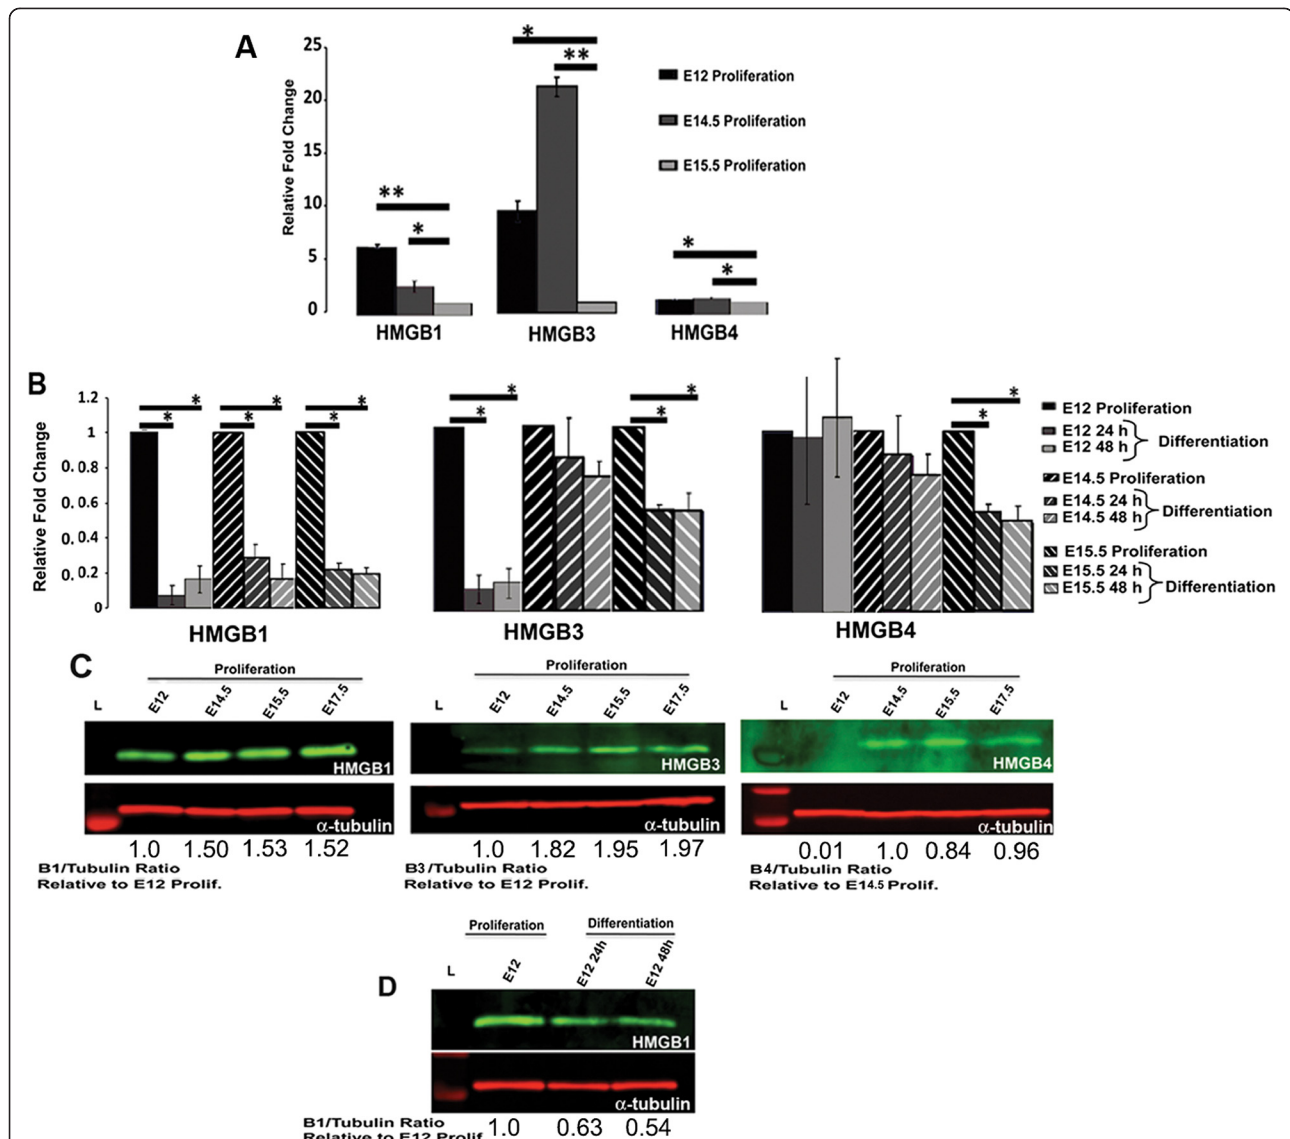 A
Relative Fold Change
25
20
15
10
5
0
**
*
*
**
*
*
E12 Proliferation
E14.5 Proliferation
E15.5 Proliferation
HMGB1 HMGB3 HMGB4
B
Relative Fold Change
1.2
1
0.8
0.6
0.4
0.2
0
* * * * * *
* * * *
* *
E12 Proliferation
E12 24 h
E12 48 h
Differentiation
E14.5 Proliferation
E14.5 24 h
E14.5 48 h
Differentiation
E15.5 Proliferation
E15.5 24 h
E15.5 48 h
Differentiation
HMGB1 HMGB3 HMGB4
C
Proliferation
L E12 E14.5 E15.5 E17.5
HMGB1
α-tubulin
1.0 1.50 1.53 1.52
B1/Tubulin Ratio
Relative to E12 Prolif.
Proliferation
L E12 E14.5 E15.5 E17.5
HMGB3
α-tubulin
1.0 1.82 1.95 1.97
B3/Tubulin Ratio
Relative to E12 Prolif.
Proliferation
L E12 E14.5 E15.5 E17.5
HMGB4
α-tubulin
0.01 1.0 0.84 0.96
B4/Tubulin Ratio
Relative to E14.5 Prolif.
D
Proliferation Differentiation
L E12 E12 24h E12 48h
HMGB1
α-tubulin
1.0 0.63 0.54
B1/Tubulin Ratio
Relative to E12 Prolif.